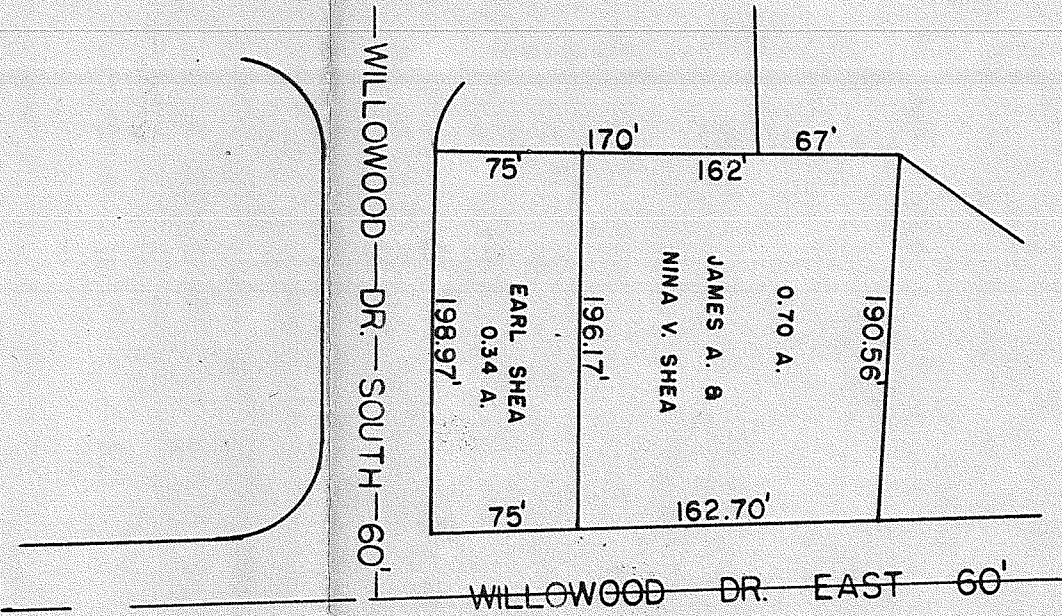 —WILLOWOOD—DR.—SOUTH—60'—
170'
67'
75'
162'
198.97'
EARL SHEA
0.34 A.
196.17'
JAMES A. &
NINA V. SHEA
0.70 A.
190.56'
75'
162.70'
WILLOWOOD DR. EAST 60'